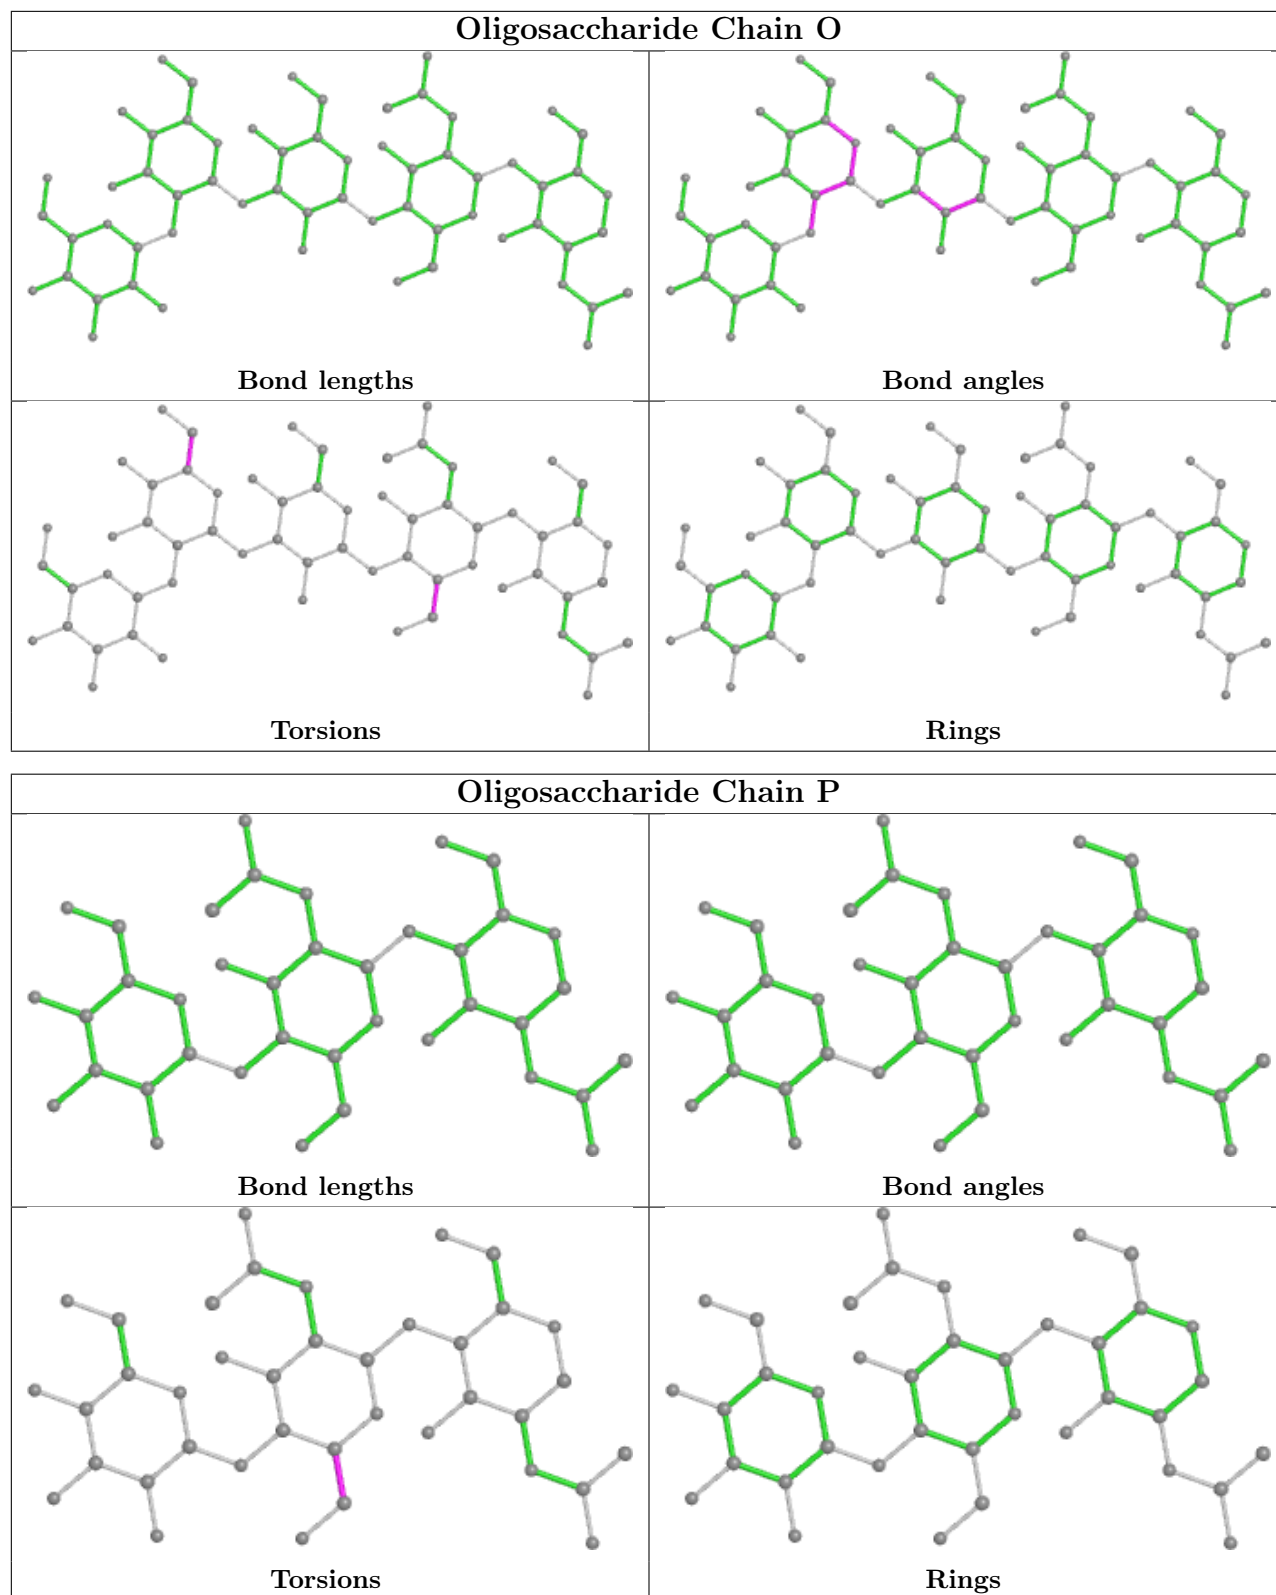 Oligosaccharide Chain O
Bond lengths
Bond angles
Torsions
Rings
Oligosaccharide Chain P
Bond lengths
Bond angles
Torsions
Rings